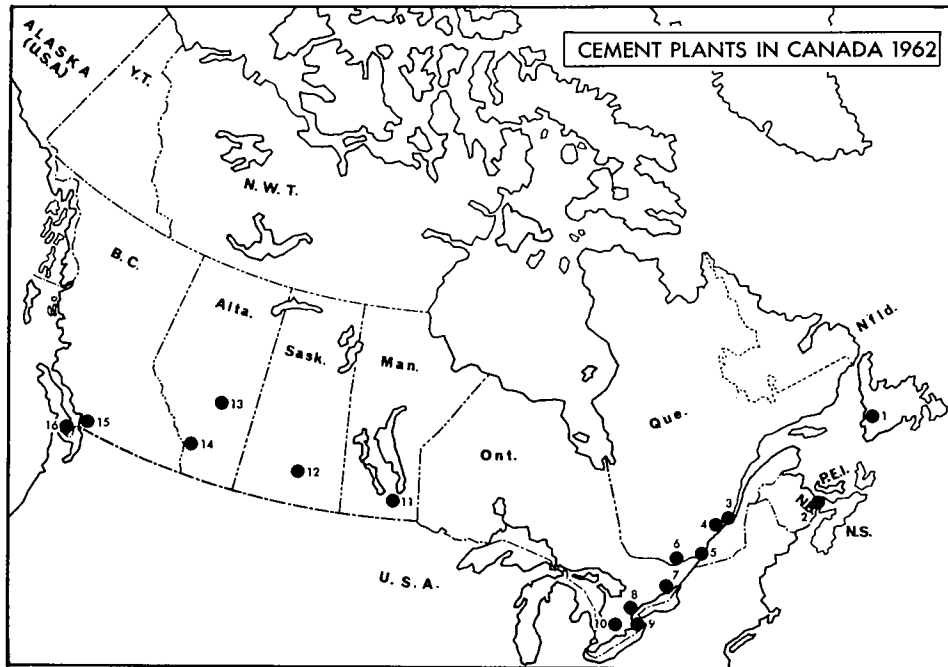 CEMENT PLANTS IN CANADA 1962
ALASKA
(U.S.A)
Y.T.
N.W.T.
B.C.
Alta.
Sask.
Man.
Ont.
Que.
Nfld.
P.E.I.
N.B.
N.S.
U.S.A.
1
2
3
4
5
6
7
8
9
10
11
12
13
14
15
16